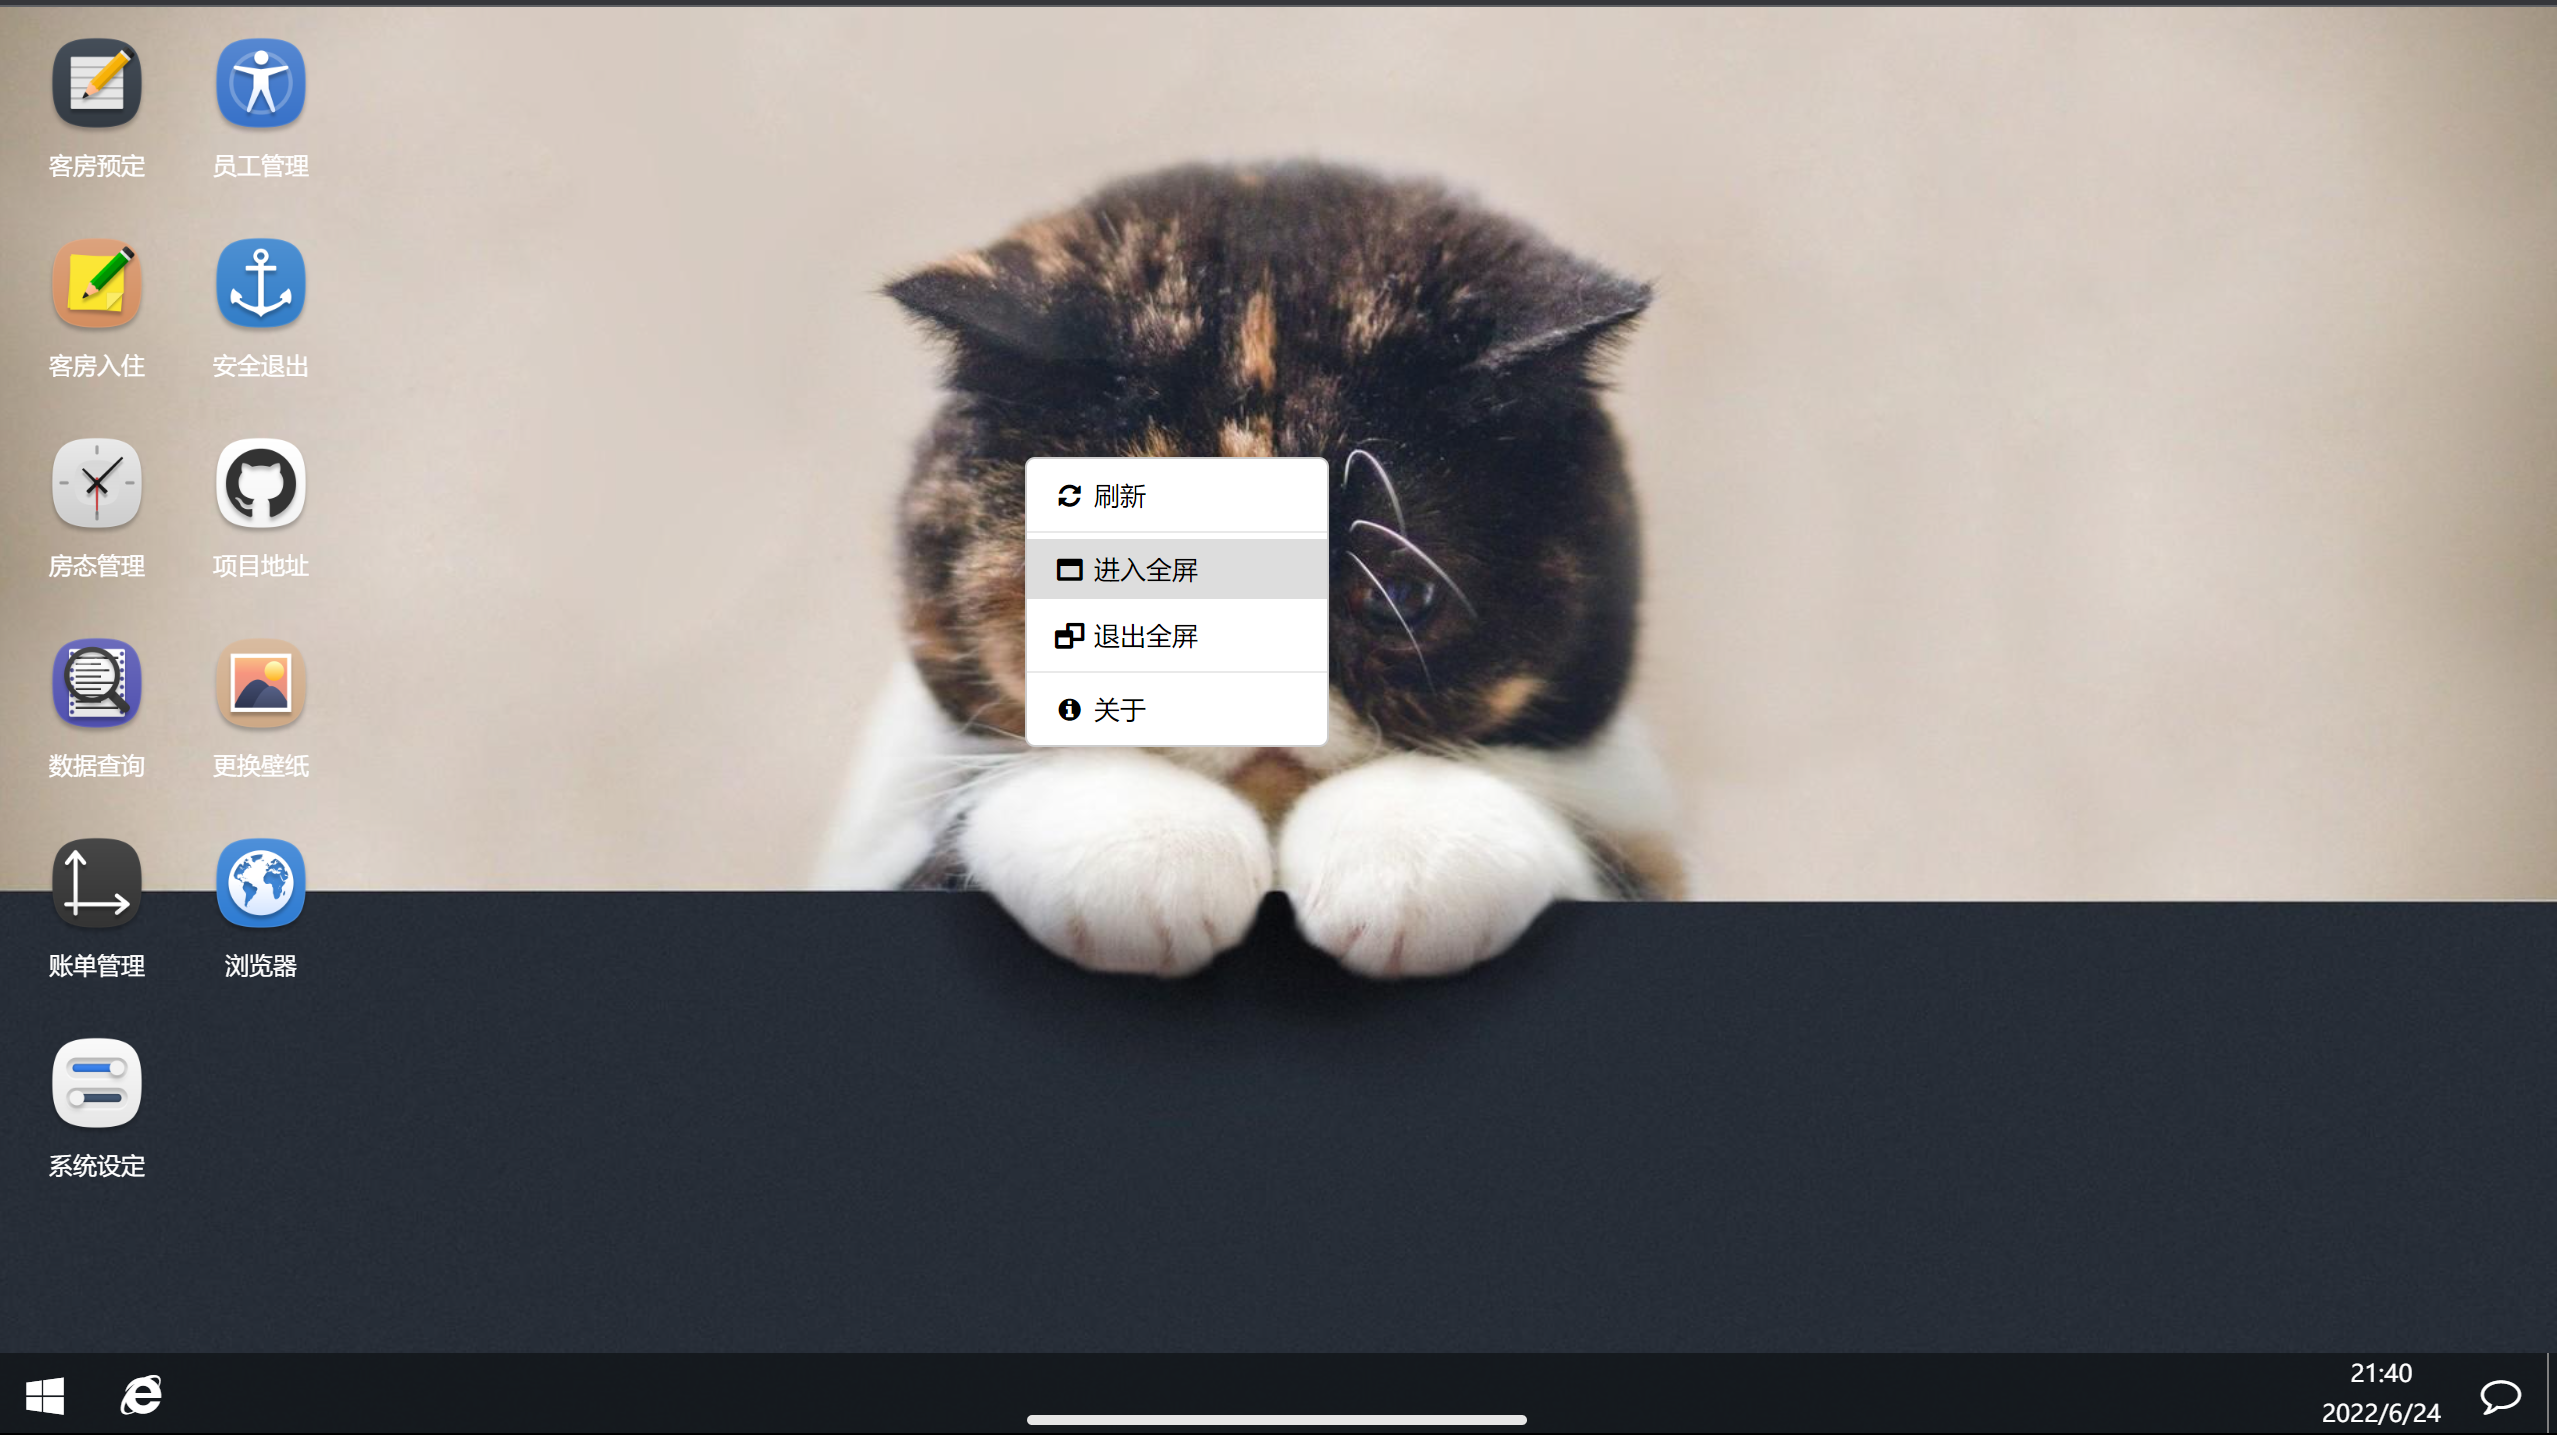 客房预定
员工管理
客房入住
安全退出
房态管理
项目地址
数据查询
更换壁纸
账单管理
浏览器
系统设定
刷新
进入全屏
退出全屏
关于
21:40
2022/6/24